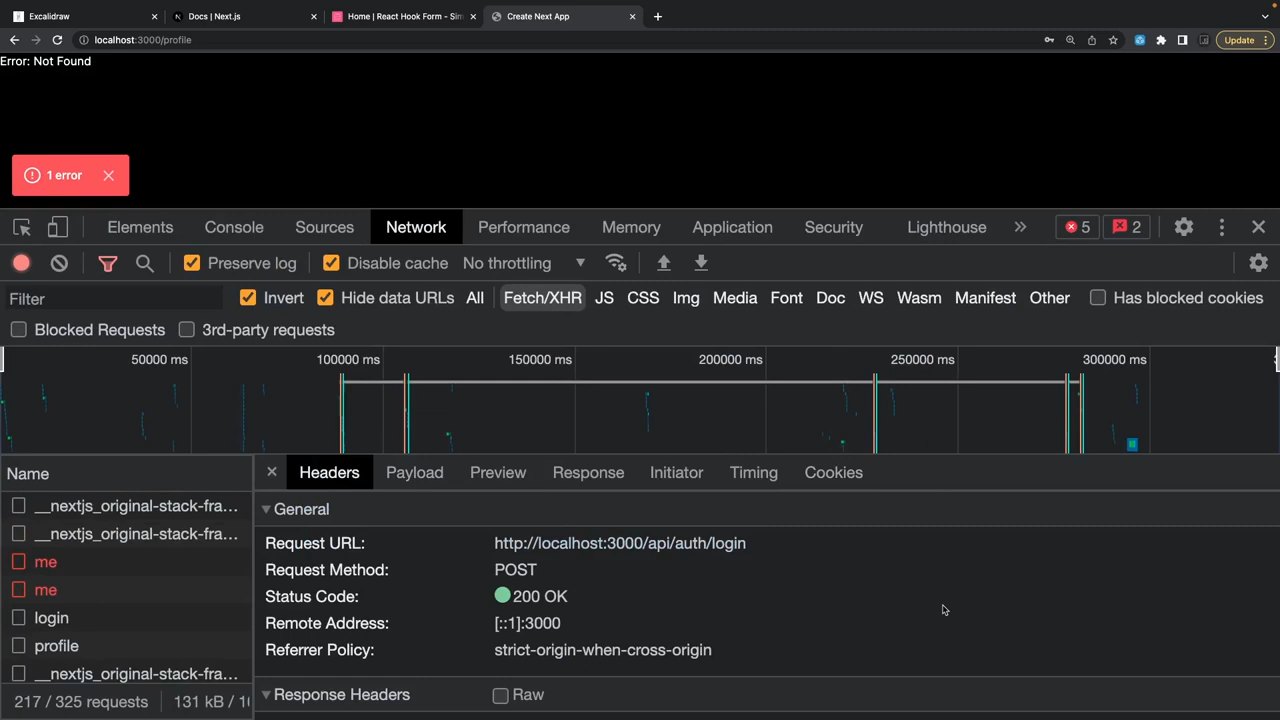 Excalidraw
Docs | Next.js
Home | React Hook Form - Sim
Create Next App
localhost:3000/profile
Update
Error: Not Found
1 error
Elements Console Sources Network Performance Memory Application Security Lighthouse 5 2
Preserve log Disable cache No throttling
Filter Invert Hide data URLs All Fetch/XHR JS CSS Img Media Font Doc WS Wasm Manifest Other Has blocked cookies
Blocked Requests 3rd-party requests
50000 ms 100000 ms 150000 ms 200000 ms 250000 ms 300000 ms
Name
__nextjs_original-stack-fra...
__nextjs_original-stack-fra...
me
me
login
profile
__nextjs_original-stack-fra...
217 / 325 requests 131 kB / 1
Headers Payload Preview Response Initiator Timing Cookies
General
Request URL: http://localhost:3000/api/auth/login
Request Method: POST
Status Code: 200 OK
Remote Address: [::1]:3000
Referrer Policy: strict-origin-when-cross-origin
Response Headers Raw